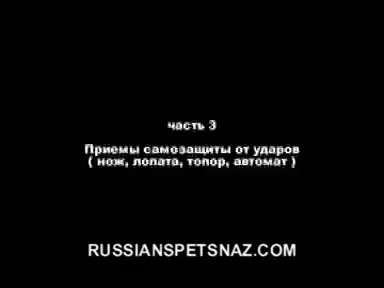 часть 3
Приемы самозащиты от ударов
( нож, лопата, топор, автомат )
RUSSIANSPETSNAZ.COM